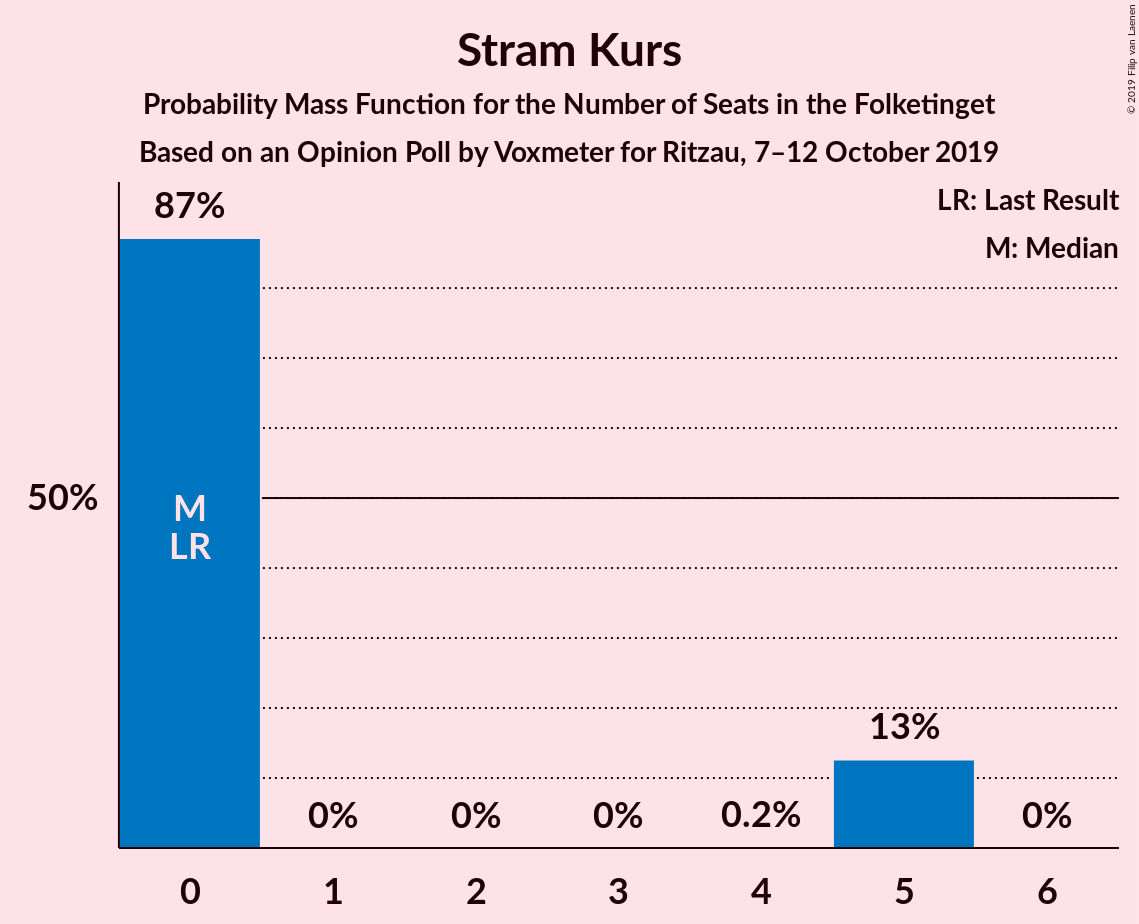 Stram Kurs
Probability Mass Function for the Number of Seats in the Folketinget
Based on an Opinion Poll by Voxmeter for Ritzau, 7–12 October 2019
© 2019 Filip van Laenen
LR: Last Result
M: Median
87%
50%
M
LR
0%
0%
0%
0.2%
13%
0%
0
1
2
3
4
5
6